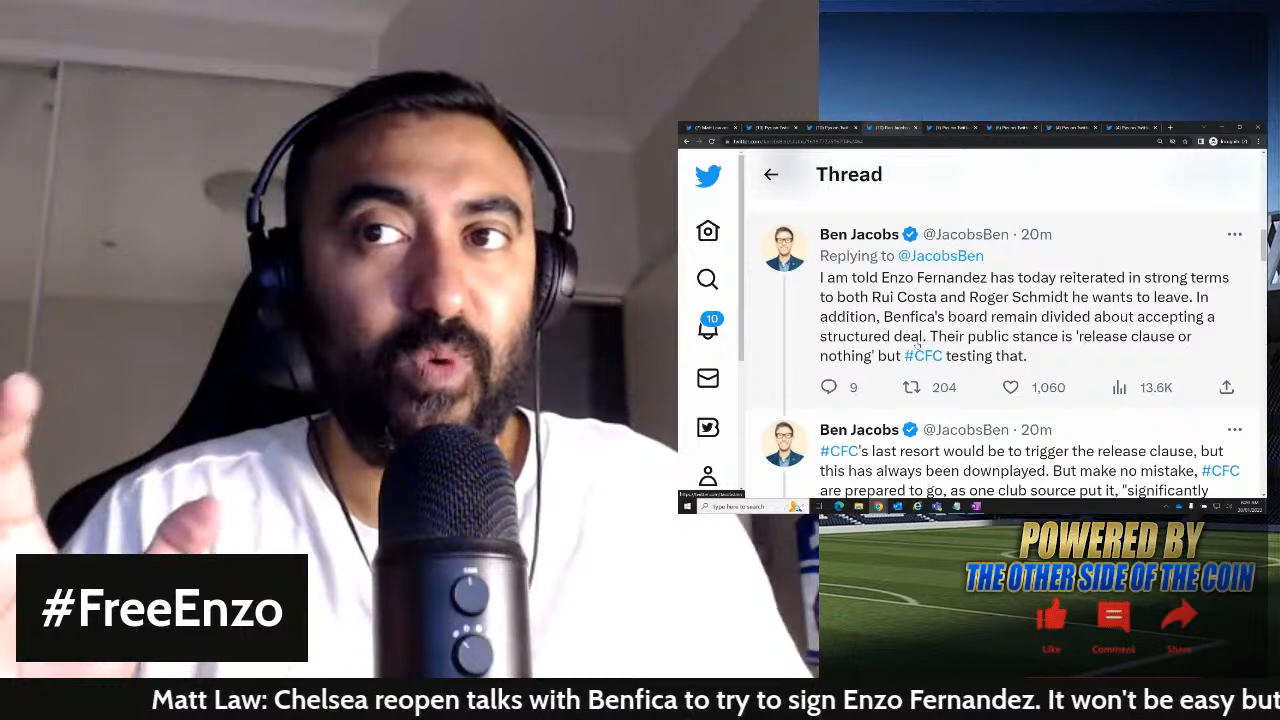 Thread
Ben Jacobs @JacobsBen · 20m
Replying to @JacobsBen
I am told Enzo Fernandez has today reiterated in strong terms
to both Rui Costa and Roger Schmidt he wants to leave. In
addition, Benfica's board remain divided about accepting a
structured deal. Their public stance is 'release clause or
nothing' but #CFC testing that.
9 204 1,060 13.6K
Ben Jacobs @JacobsBen · 20m
#CFC's last resort would be to trigger the release clause, but
this has always been downplayed. But make no mistake, #CFC
are prepared to go, as one club source put it, "significantly
10
Type here to search
POWERED BY
THE OTHER SIDE OF THE COIN
Like Comment Share
#FreeEnzo
Matt Law: Chelsea reopen talks with Benfica to try to sign Enzo Fernandez. It won't be easy but